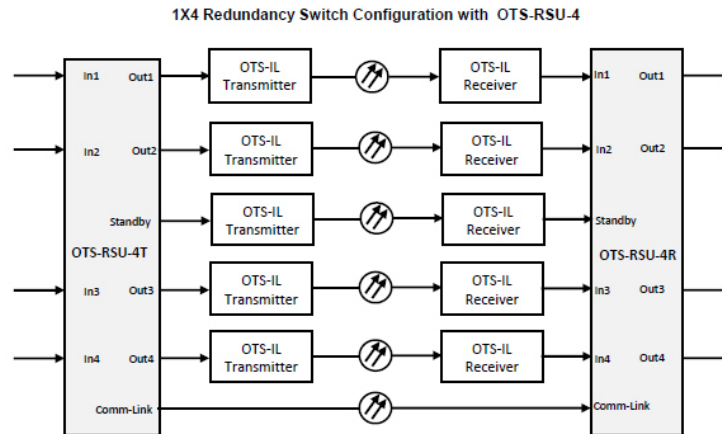 1X4 Redundancy Switch Configuration with OTS-RSU-4
In1 Out1 OTS-IL Transmitter OTS-IL Receiver In1 Out1
In2 Out2 OTS-IL Transmitter OTS-IL Receiver In2 Out2
Standby OTS-IL Transmitter OTS-IL Receiver Standby
OTS-RSU-4T OTS-RSU-4R
In3 Out3 OTS-IL Transmitter OTS-IL Receiver In3 Out3
In4 Out4 OTS-IL Transmitter OTS-IL Receiver In4 Out4
Comm-Link Comm-Link